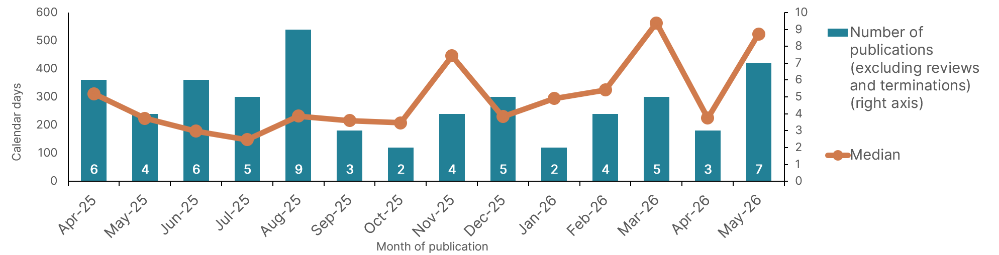 600
500
400
300
200
100
0
Calendar days
10
9
8
7
6
5
4
3
2
1
0
6
4
6
5
9
3
2
4
5
2
4
5
3
7
Apr-25
May-25
Jun-25
Jul-25
Aug-25
Sep-25
Oct-25
Nov-25
Dec-25
Jan-26
Feb-26
Mar-26
Apr-26
May-26
Month of publication
Number of
publications
(excluding reviews
and terminations)
(right axis)
Median